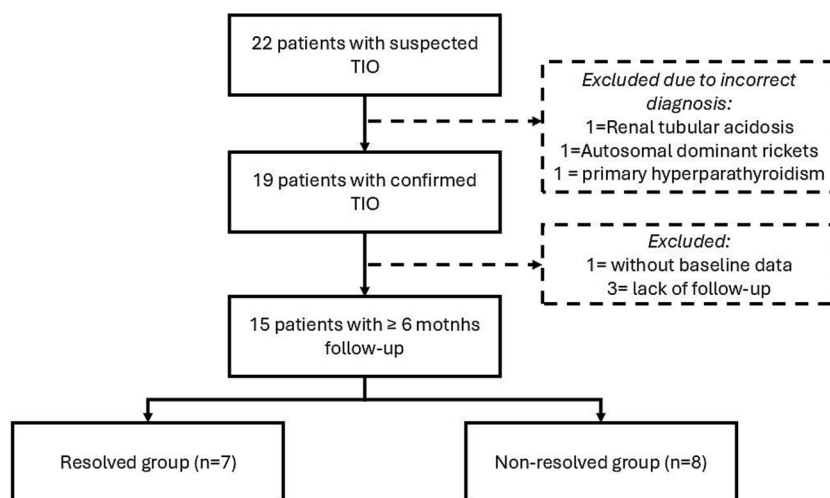 22 patients with suspected
TIO
Excluded due to incorrect
diagnosis:
1=Renal tubular acidosis
1=Autosomal dominant rickets
1 = primary hyperparathyroidism
19 patients with confirmed
TIO
Excluded:
1= without baseline data
3= lack of follow-up
15 patients with ≥ 6 motnhs
follow-up
Resolved group (n=7)
Non-resolved group (n=8)